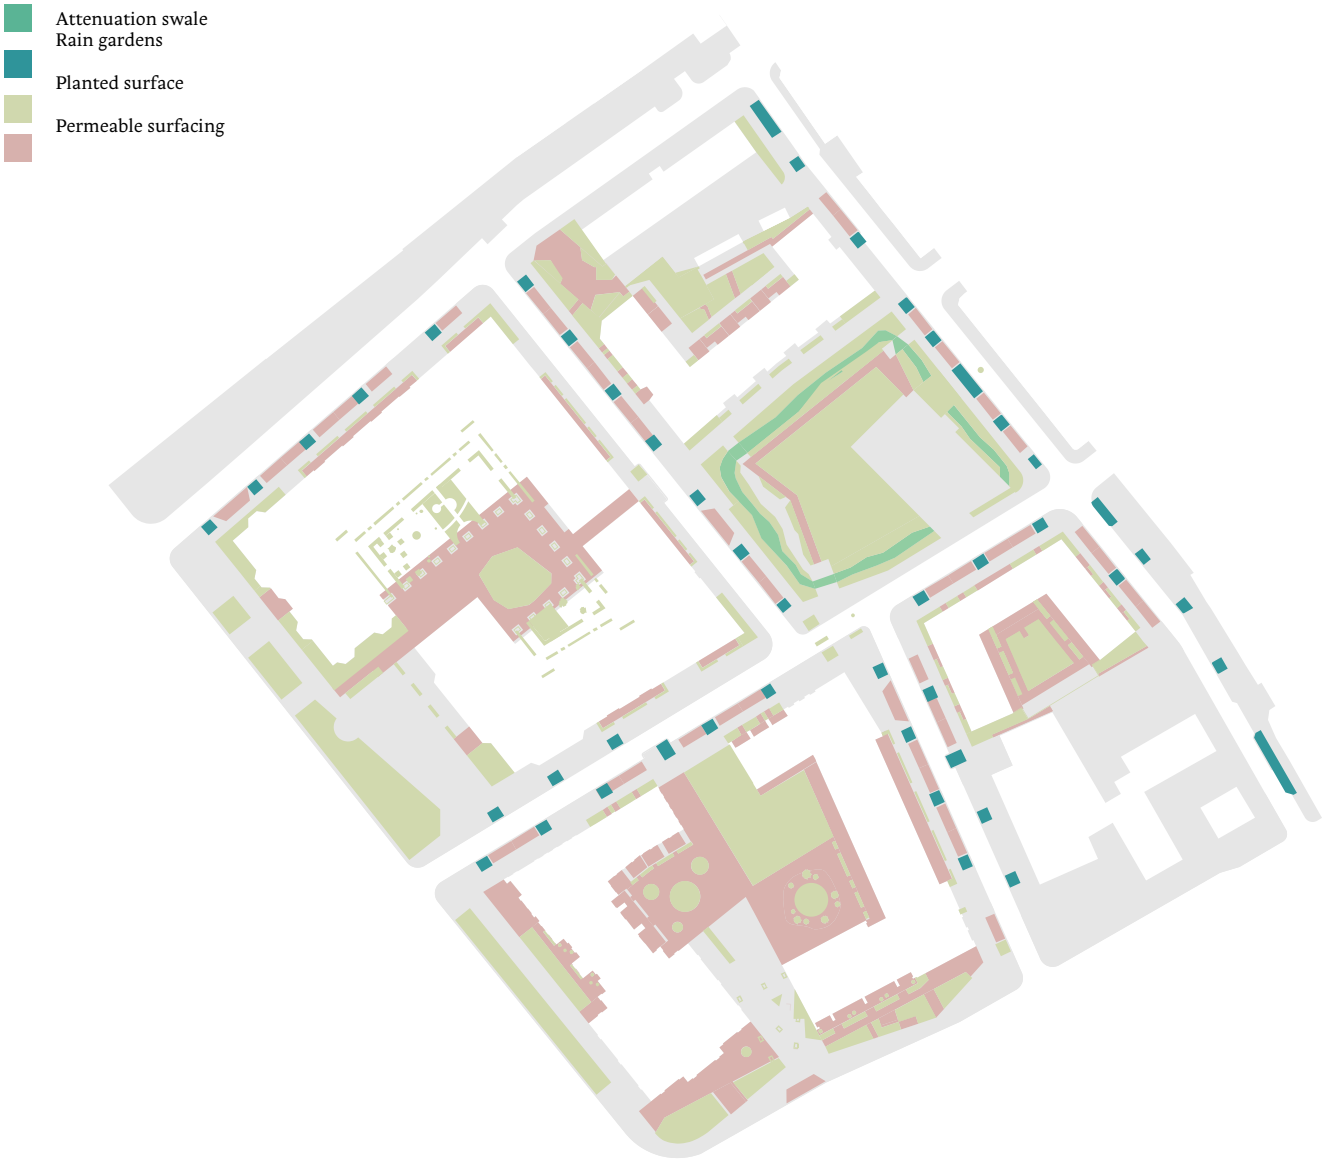 Attenuation swale
Rain gardens
Planted surface
Permeable surfacing